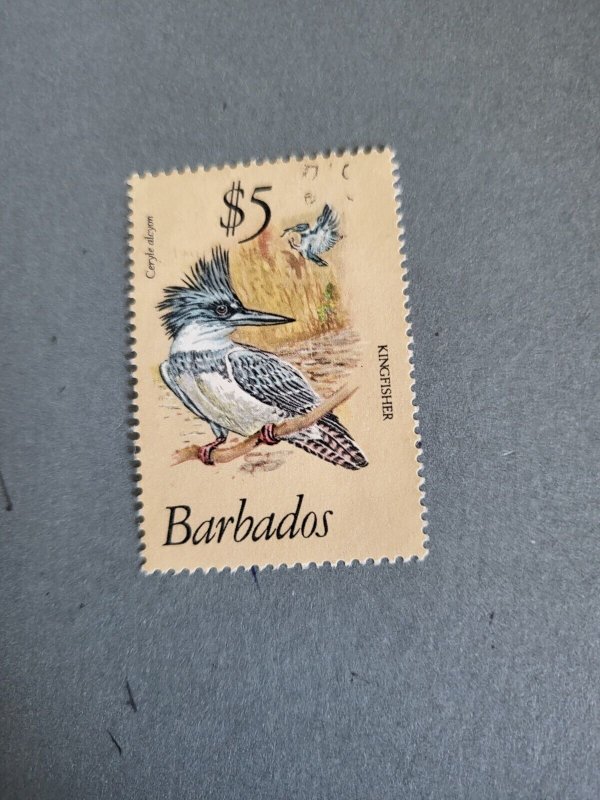 $5
Ceryle alcyon
KINGFISHER
Barbados